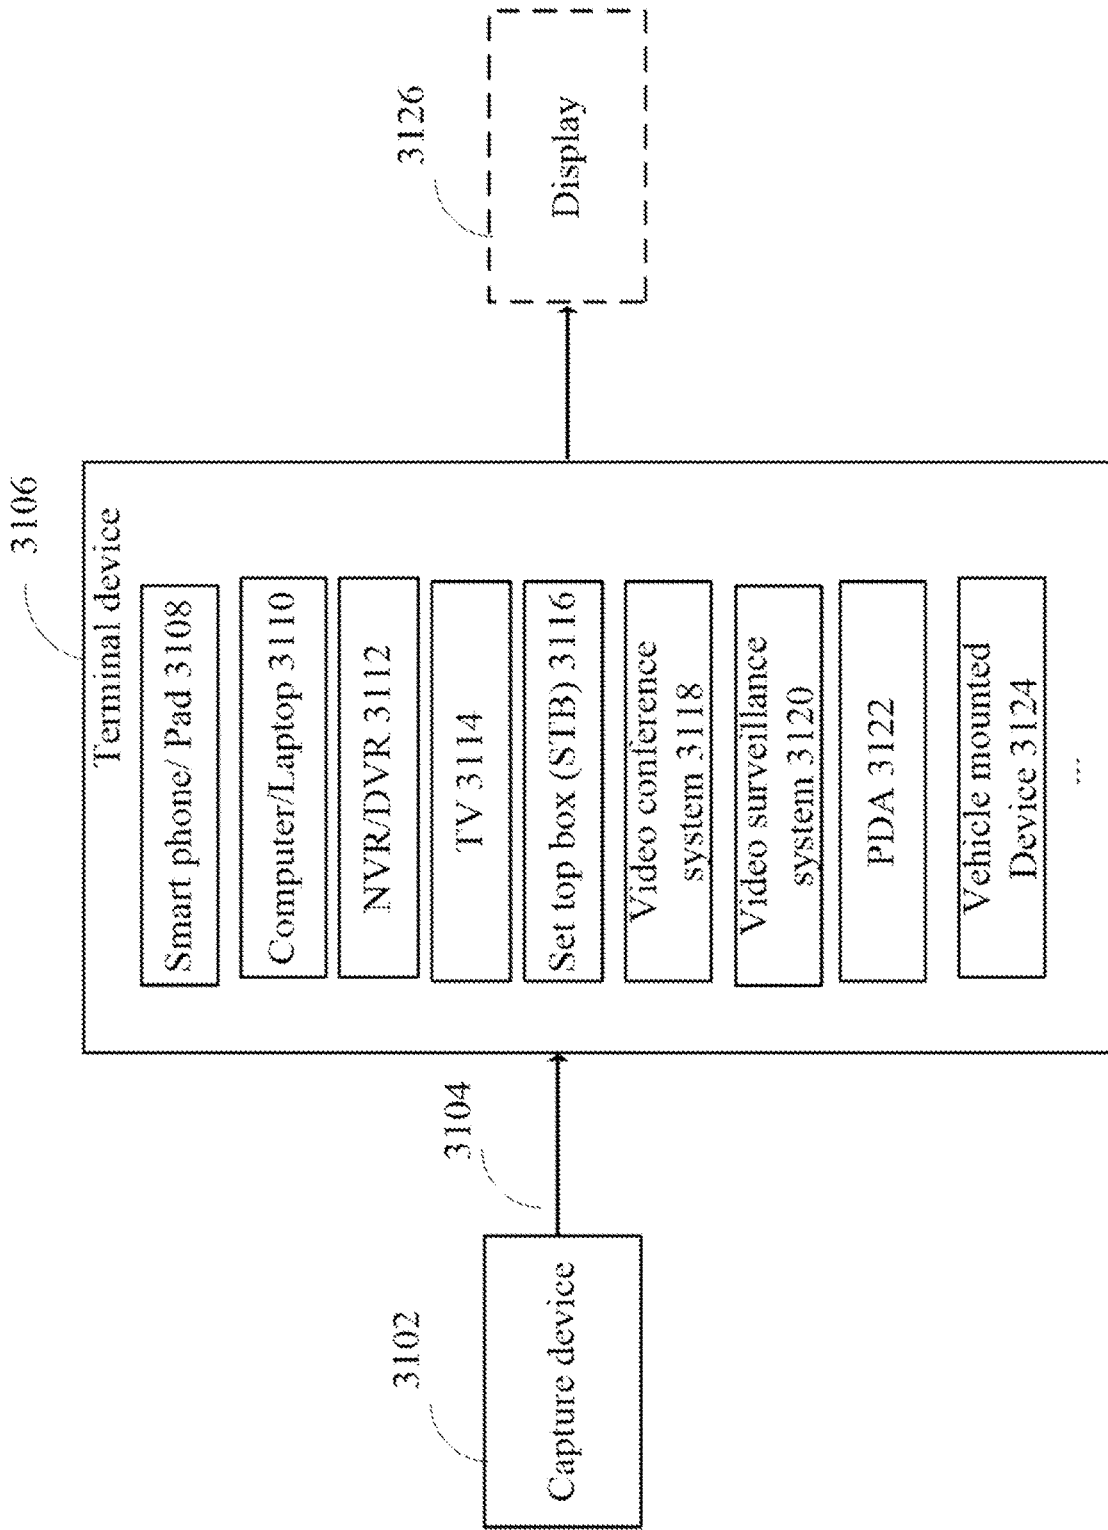 3106
Terminal device
Smart phone/ Pad 3108
Computer/Laptop 3110
NVR/DVR 3112
TV 3114
Set top box (STB) 3116
Video conference
system 3118
Video surveillance
system 3120
PDA 3122
Vehicle mounted
Device 3124
...
3102
Capture device
3104
3126
Display